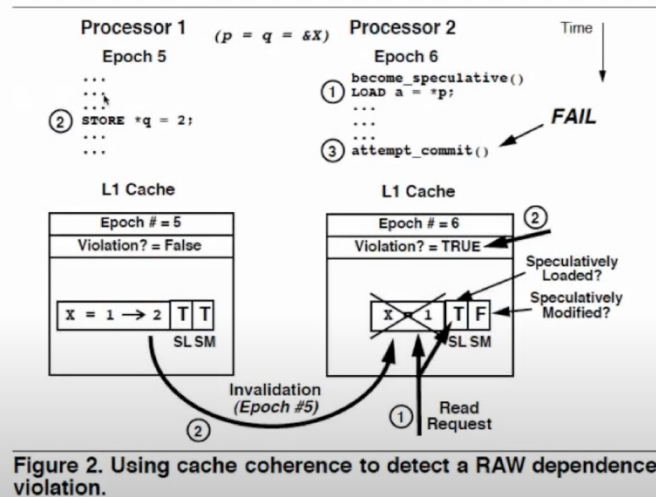 Processor 1
(p = q = &X)
Processor 2
Time
Epoch 5
Epoch 6
...
...
...
② STORE *q = 2;
...
...
become_speculative()
① LOAD a = *p;
...
...
...
③ attempt_commit()
FAIL
L1 Cache
L1 Cache
Epoch # = 5
Violation? = False
Epoch # = 6
Violation? = TRUE
②
Speculatively
Loaded?
Speculatively
Modified?
X = 1 → 2 T T
SL SM
X = 1 T F
SL SM
Invalidation
(Epoch #5)
②
①
Read
Request
Figure 2. Using cache coherence to detect a RAW dependence
violation.